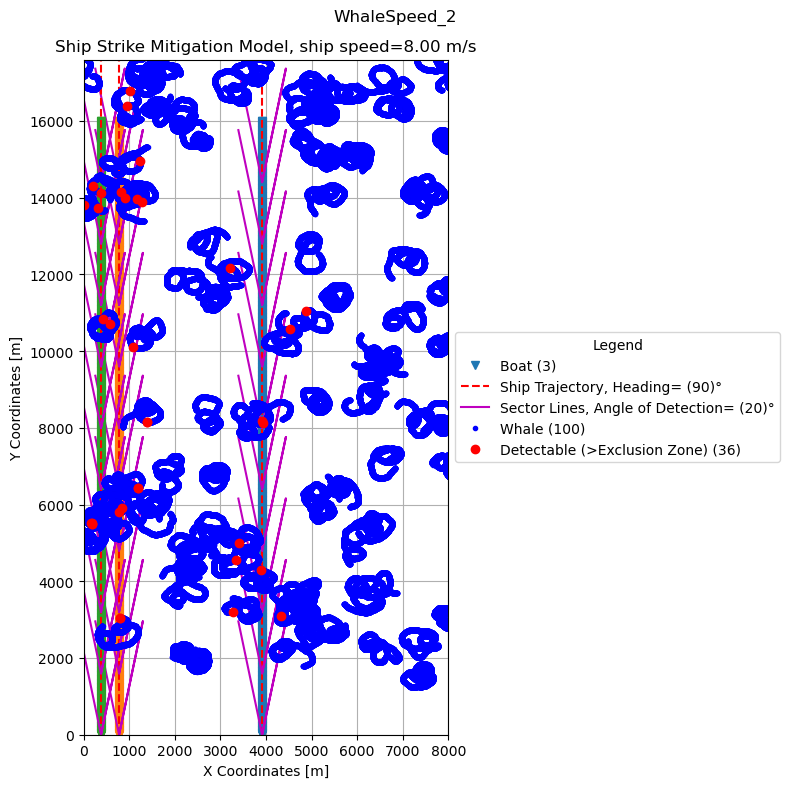 WhaleSpeed_2
Ship Strike Mitigation Model, ship speed=8.00 m/s
16000
14000
12000
10000
8000
6000
4000
2000
0
Y Coordinates [m]
0 1000 2000 3000 4000 5000 6000 7000 8000
X Coordinates [m]
Legend
Boat (3)
Ship Trajectory, Heading= (90)°
Sector Lines, Angle of Detection= (20)°
Whale (100)
Detectable (>Exclusion Zone) (36)